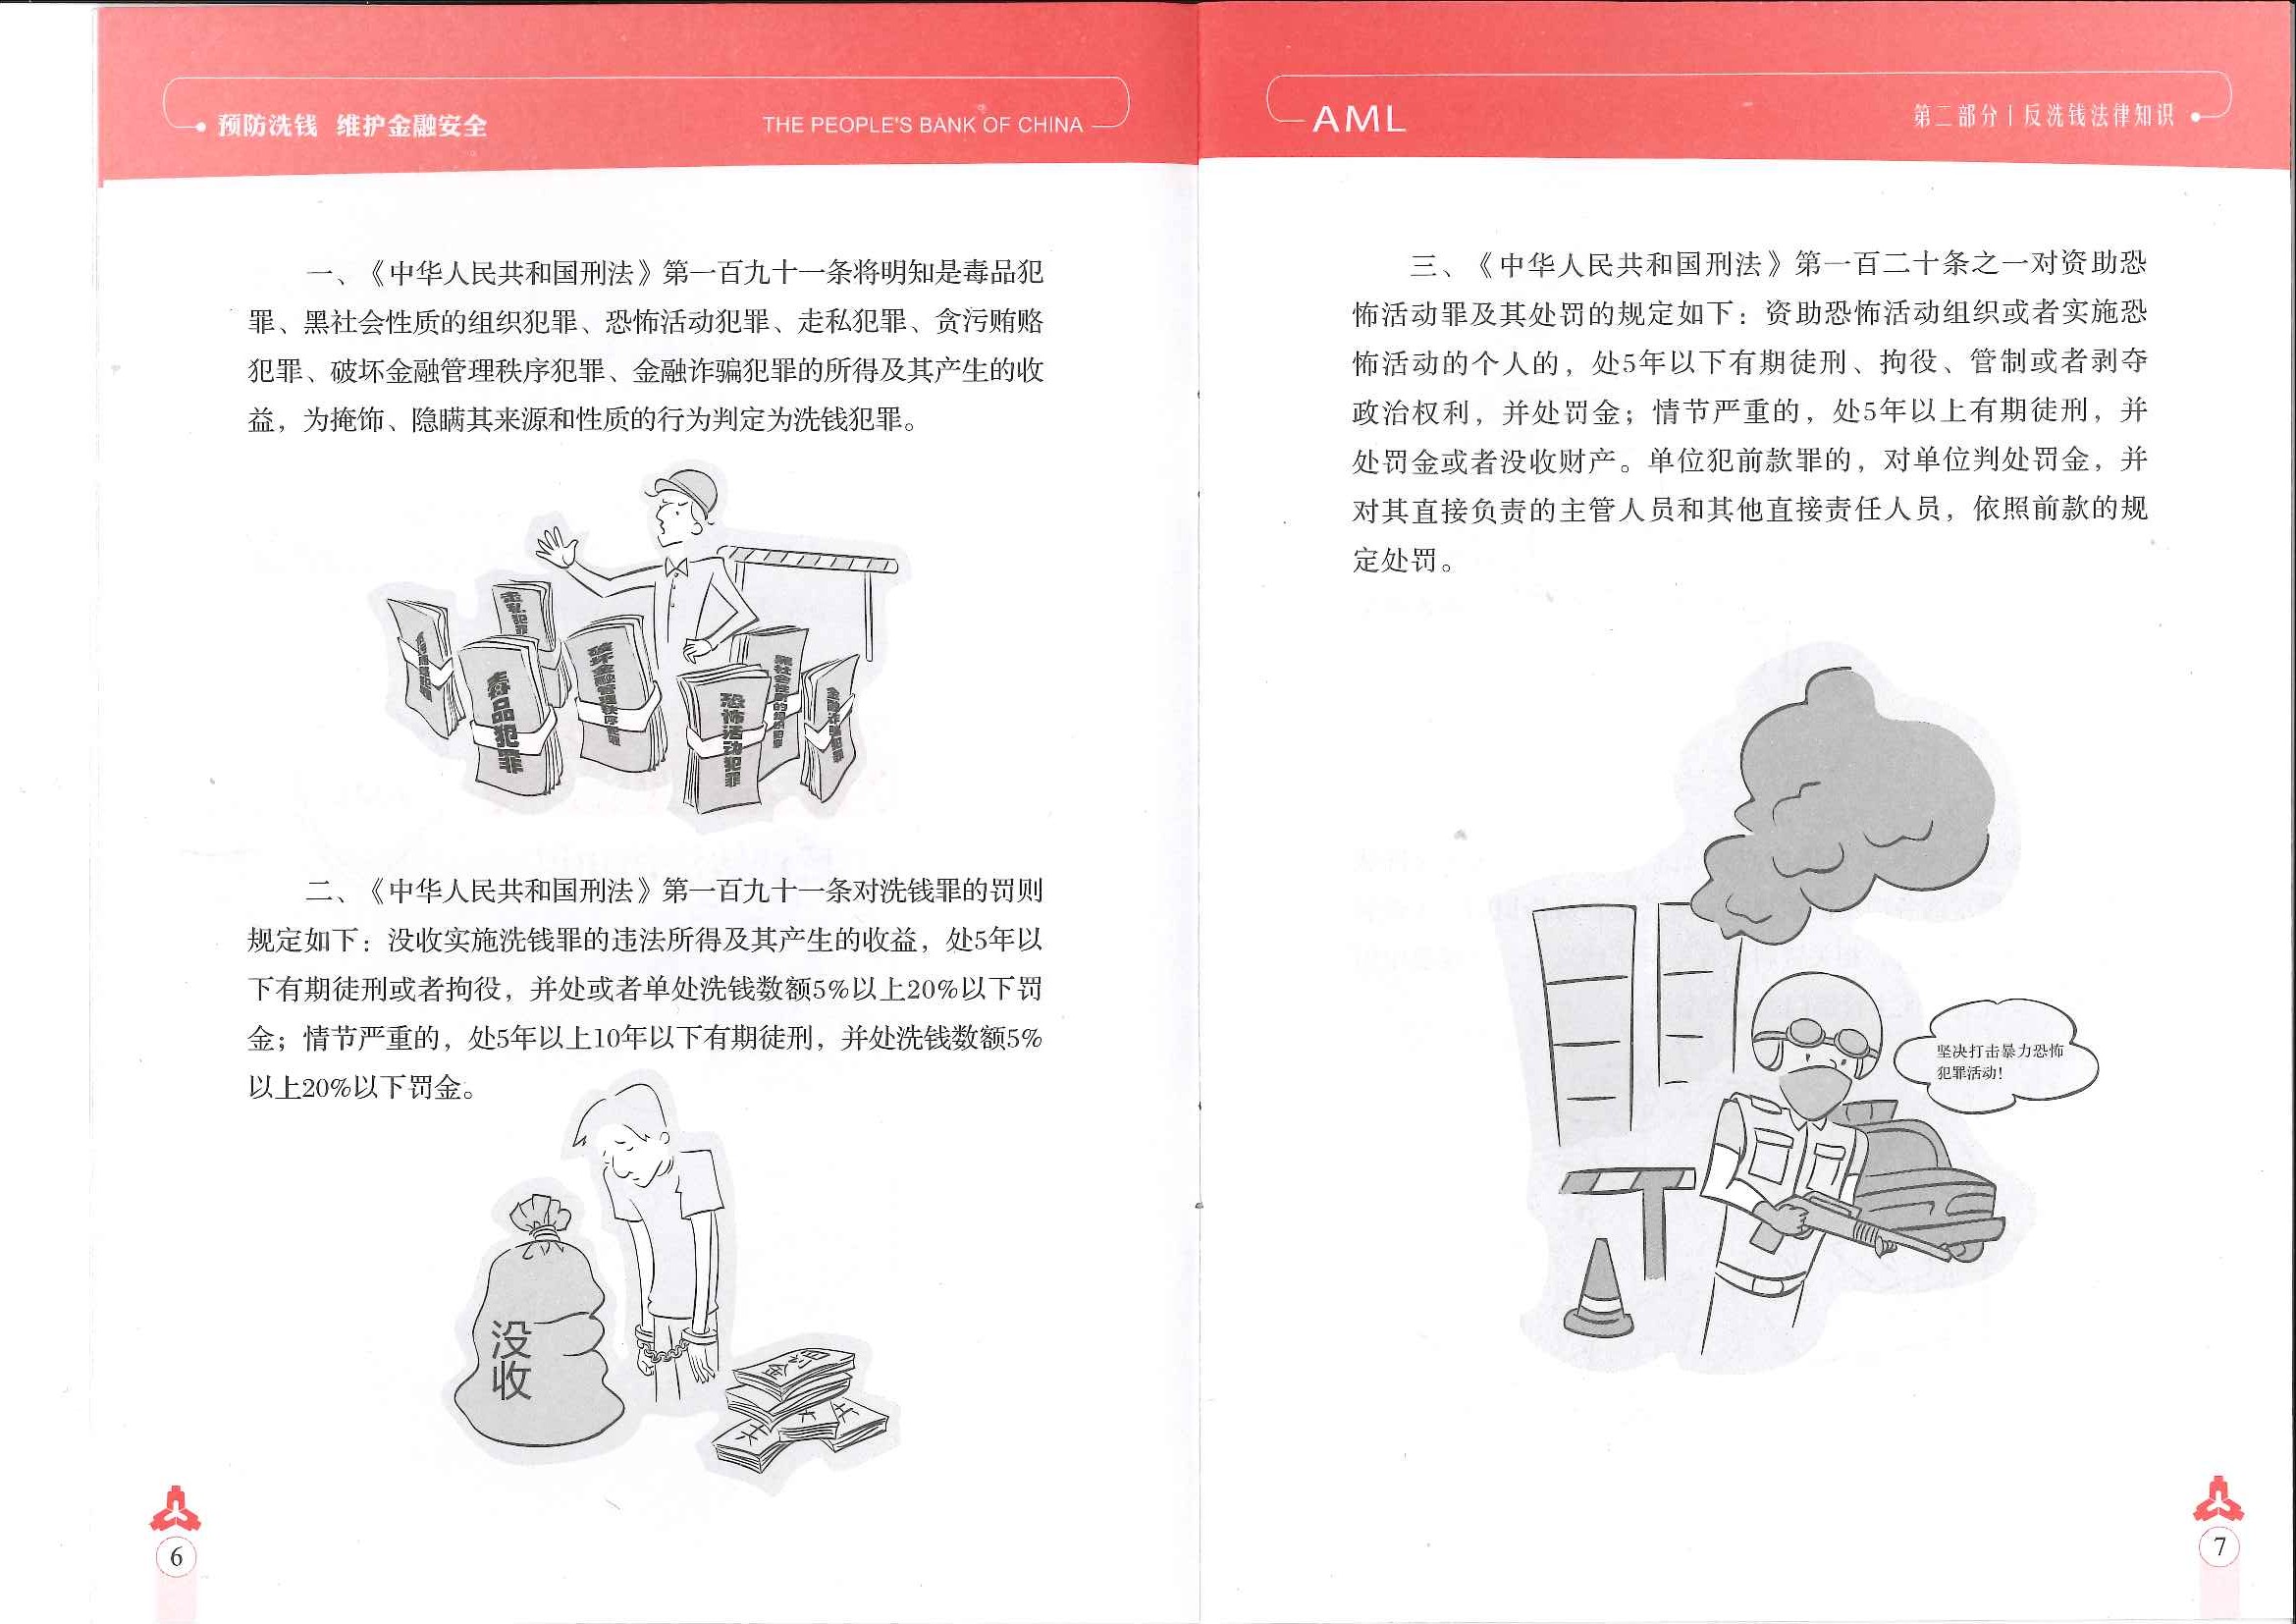 预防洗钱 维护金融安全
THE PEOPLE'S BANK OF CHINA
一、《中华人民共和国刑法》第一百九十一条将明知是毒品犯
罪、黑社会性质的组织犯罪、恐怖活动犯罪、走私犯罪、贪污贿赂
犯罪、破坏金融管理秩序犯罪、金融诈骗犯罪的所得及其产生的收
益，为掩饰、隐瞒其来源和性质的行为判定为洗钱犯罪。
贪污贿赂犯罪
走私犯罪
毒品犯罪
破坏金融管理秩序犯罪
恐怖活动犯罪
黑社会性质的组织犯罪
金融诈骗犯罪
二、《中华人民共和国刑法》第一百九十一条对洗钱罪的罚则
规定如下：没收实施洗钱罪的违法所得及其产生的收益，处5年以
下有期徒刑或者拘役，并处或者单处洗钱数额5%以上20%以下罚
金；情节严重的，处5年以上10年以下有期徒刑，并处洗钱数额5%
以上20%以下罚金。
没
收
6
AML
第二部分丨反洗钱法律知识
三、《中华人民共和国刑法》第一百二十条之一对资助恐
怖活动罪及其处罚的规定如下：资助恐怖活动组织或者实施恐
怖活动的个人的，处5年以下有期徒刑、拘役、管制或者剥夺
政治权利，并处罚金；情节严重的，处5年以上有期徒刑，并
处罚金或者没收财产。单位犯前款罪的，对单位判处罚金，并
对其直接负责的主管人员和其他直接责任人员，依照前款的规
定处罚。
坚决打击暴力恐怖
犯罪活动！
7